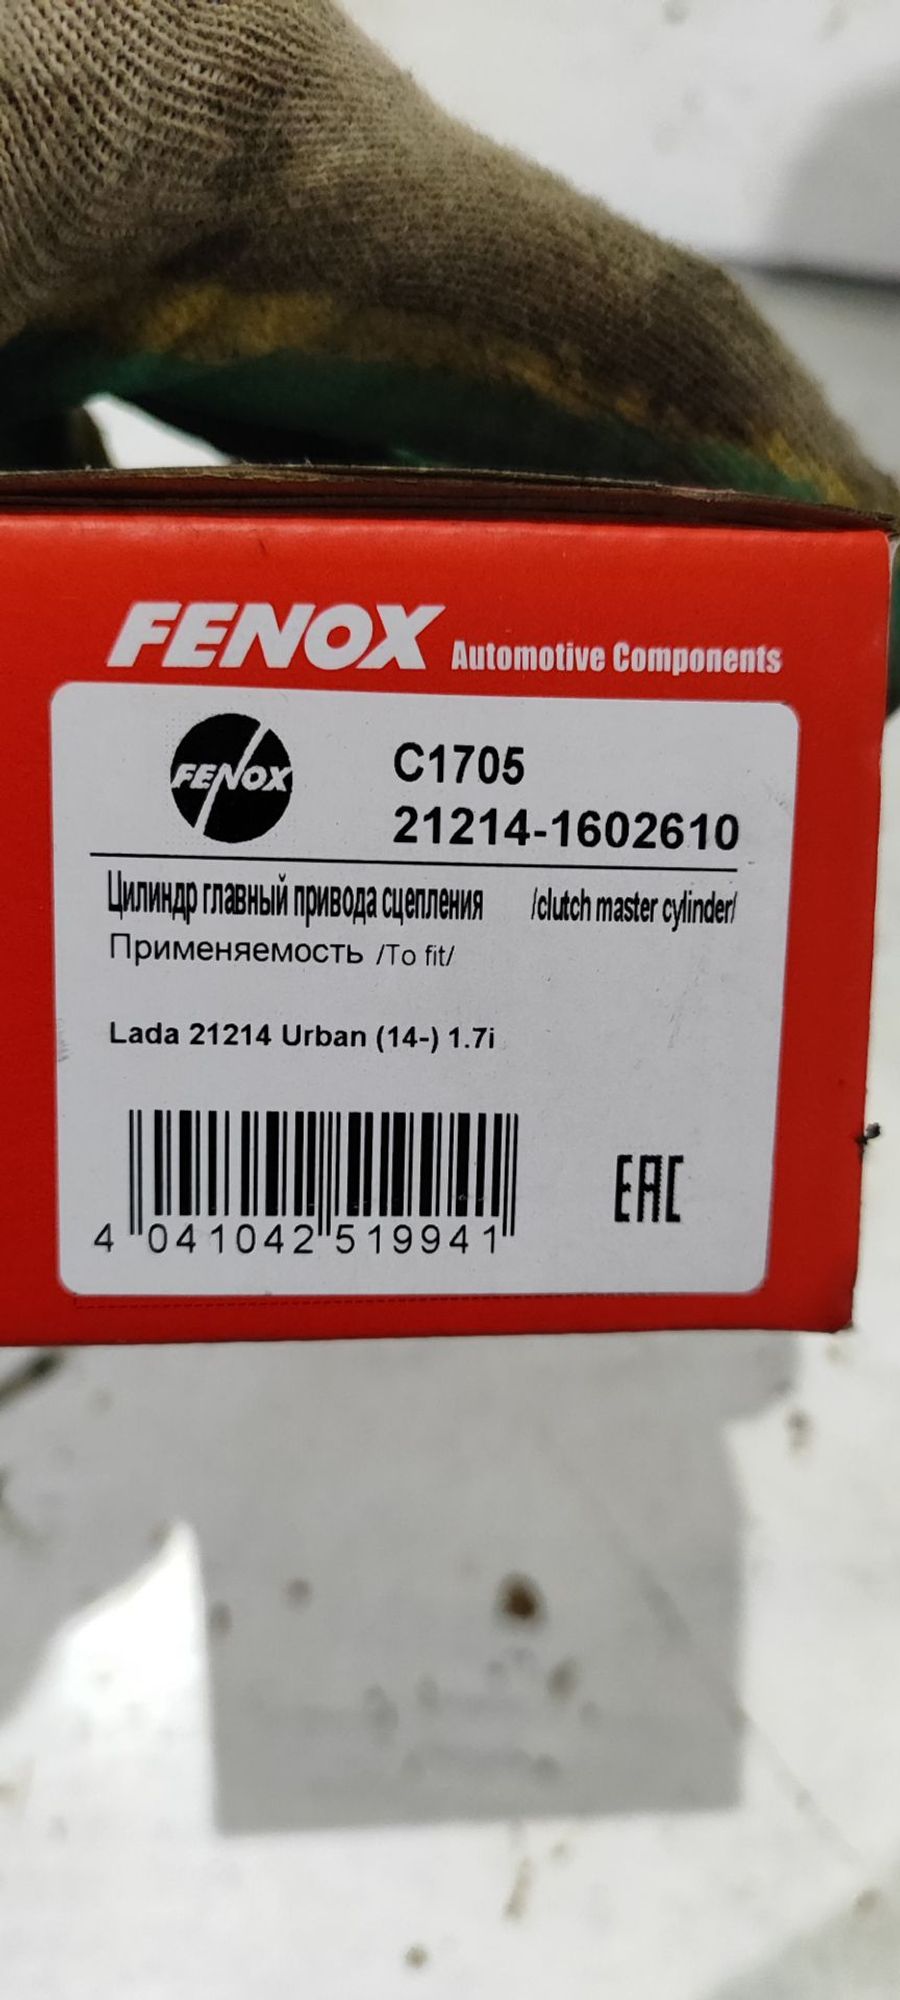 FENOX Automotive Components
FENOX
C1705
21214-1602610
Цилиндр главный привода сцепления /clutch master cylinder/
Применяемость /To fit/
Lada 21214 Urban (14-) 1.7i
4 041042 519941
EAC